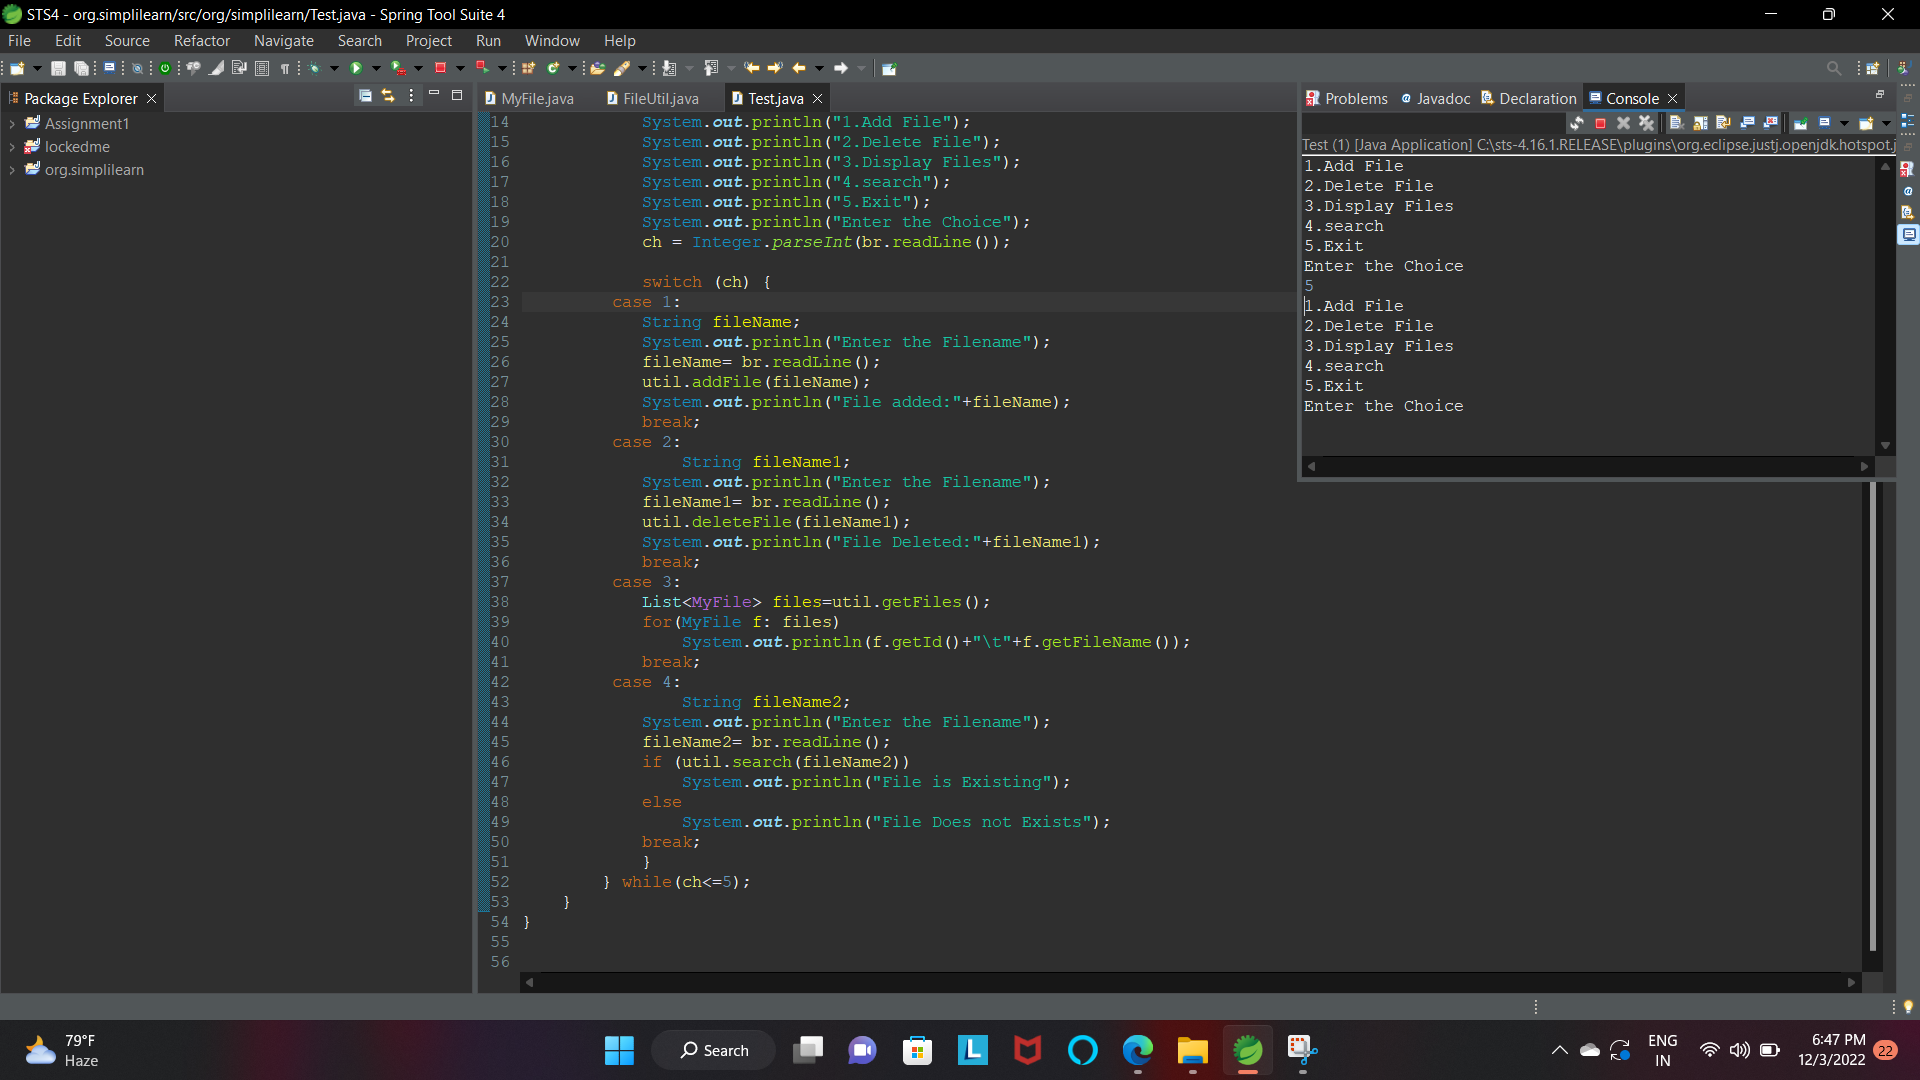 STS4 - org.simplilearn/src/org/simplilearn/Test.java - Spring Tool Suite 4
File Edit Source Refactor Navigate Search Project Run Window Help
Package Explorer
Assignment1
lockedme
org.simplilearn
MyFile.java FileUtil.java Test.java
14 System.out.println("1.Add File");
15 System.out.println("2.Delete File");
16 System.out.println("3.Display Files");
17 System.out.println("4.search");
18 System.out.println("5.Exit");
19 System.out.println("Enter the Choice");
20 ch = Integer.parseInt(br.readLine());
21
22 switch (ch) {
23 case 1:
24 String fileName;
25 System.out.println("Enter the Filename");
26 fileName= br.readLine();
27 util.addFile(fileName);
28 System.out.println("File added:"+fileName);
29 break;
30 case 2:
31 String fileName1;
32 System.out.println("Enter the Filename");
33 fileName1= br.readLine();
34 util.deleteFile(fileName1);
35 System.out.println("File Deleted:"+fileName1);
36 break;
37 case 3:
38 List<MyFile> files=util.getFiles();
39 for(MyFile f: files)
40 System.out.println(f.getId()+"\t"+f.getFileName());
41 break;
42 case 4:
43 String fileName2;
44 System.out.println("Enter the Filename");
45 fileName2= br.readLine();
46 if (util.search(fileName2))
47 System.out.println("File is Existing");
48 else
49 System.out.println("File Does not Exists");
50 break;
51 }
52 } while(ch<=5);
53 }
54 }
55
56
Problems Javadoc Declaration Console
Test (1) [Java Application] C:\sts-4.16.1.RELEASE\plugins\org.eclipse.justj.openjdk.hotspot.j
1.Add File
2.Delete File
3.Display Files
4.search
5.Exit
Enter the Choice
5
1.Add File
2.Delete File
3.Display Files
4.search
5.Exit
Enter the Choice
79°F
Haze
Search
ENG
IN
6:47 PM
12/3/2022
22